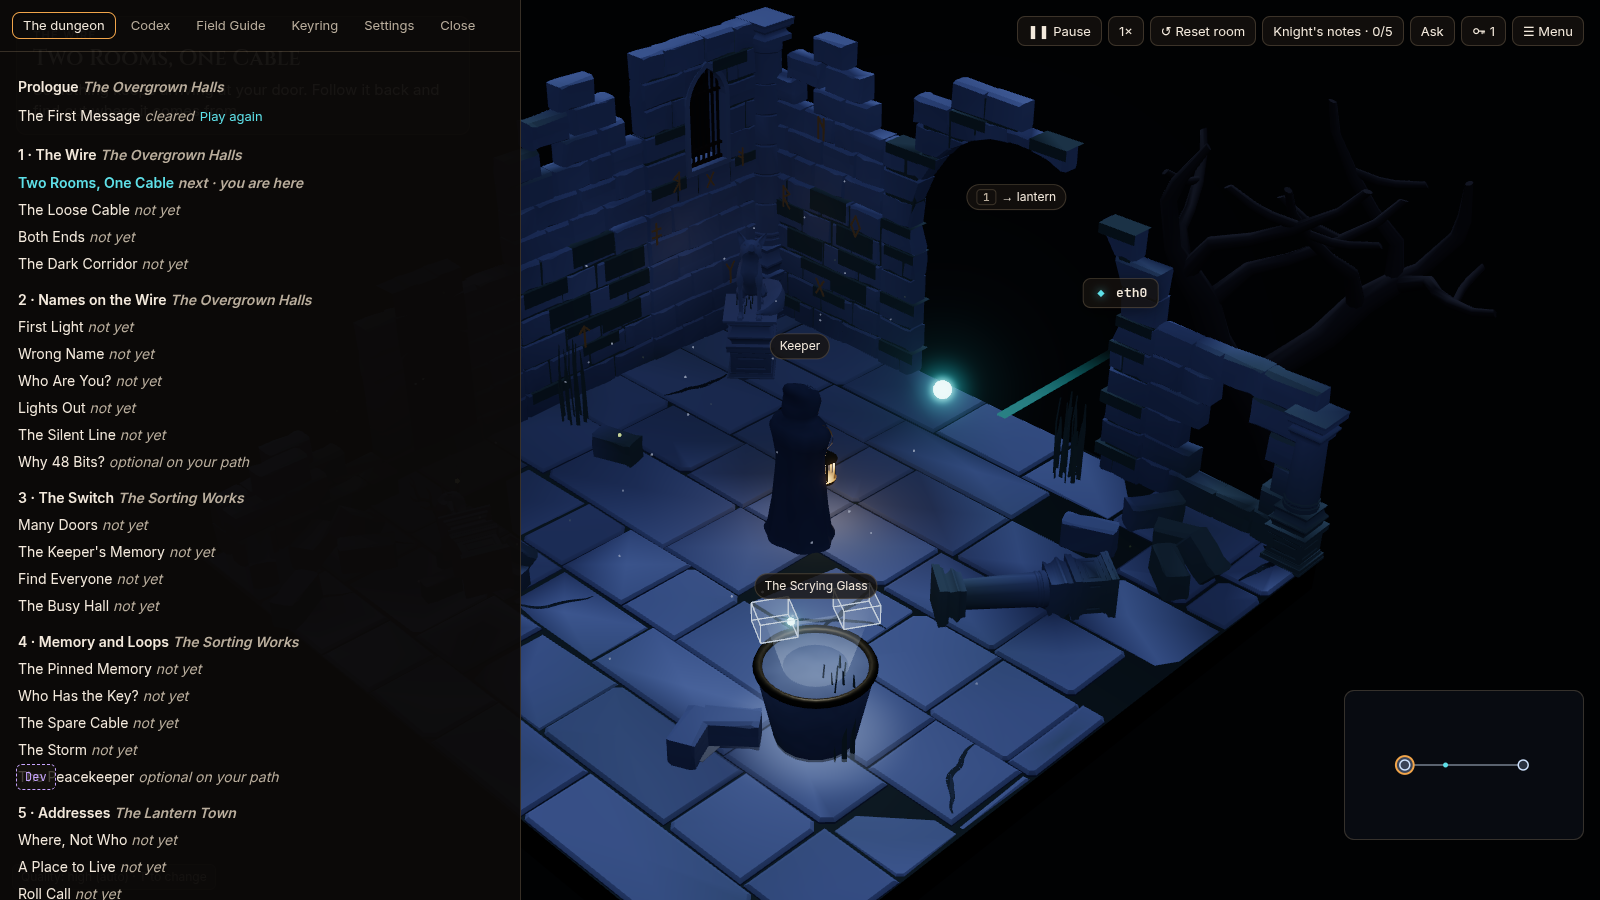 The dungeon Codex Field Guide Keyring Settings Close
❚❚ Pause 1× ↺ Reset room Knight's notes · 0/5 Ask 1 ☰ Menu
Two Rooms, One Cable
Prologue The Overgrown Halls
The First Message cleared Play again
1 · The Wire The Overgrown Halls
Two Rooms, One Cable next · you are here
The Loose Cable not yet
Both Ends not yet
The Dark Corridor not yet
2 · Names on the Wire The Overgrown Halls
First Light not yet
Wrong Name not yet
Who Are You? not yet
Lights Out not yet
The Silent Line not yet
Why 48 Bits? optional on your path
3 · The Switch The Sorting Works
Many Doors not yet
The Keeper's Memory not yet
Find Everyone not yet
The Busy Hall not yet
4 · Memory and Loops The Sorting Works
The Pinned Memory not yet
Who Has the Key? not yet
The Spare Cable not yet
The Storm not yet
Dev
eacekeeper optional on your path
5 · Addresses The Lantern Town
Where, Not Who not yet
A Place to Live not yet
Roll Call not yet
1 → lantern
eth0
Keeper
The Scrying Glass